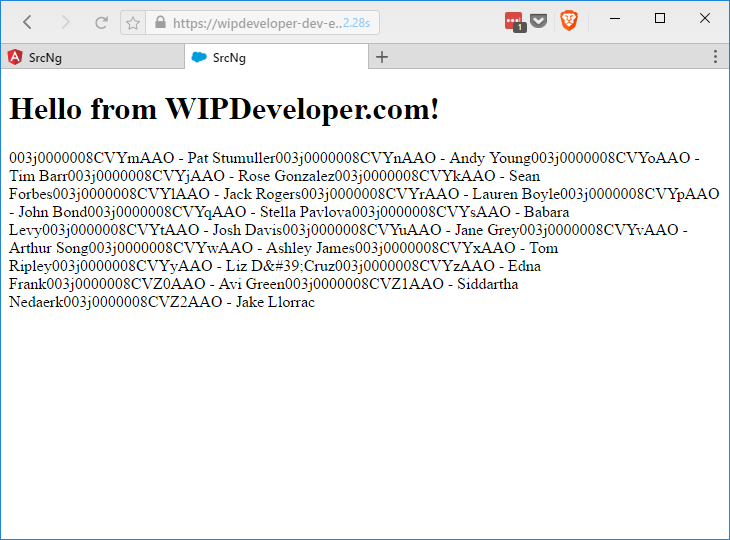 https://wipdeveloper-dev-e.. 2.28s
1
SrcNg
SrcNg
Hello from WIPDeveloper.com!
003j0000008CVYmAAO - Pat Stumuller003j0000008CVYnAAO - Andy Young003j0000008CVYoAAO -
Tim Barr003j0000008CVYjAAO - Rose Gonzalez003j0000008CVYkAAO - Sean
Forbes003j0000008CVYlAAO - Jack Rogers003j0000008CVYrAAO - Lauren Boyle003j0000008CVYpAAO
- John Bond003j0000008CVYqAAO - Stella Pavlova003j0000008CVYsAAO - Babara
Levy003j0000008CVYtAAO - Josh Davis003j0000008CVYuAAO - Jane Grey003j0000008CVYvAAO -
Arthur Song003j0000008CVYwAAO - Ashley James003j0000008CVYxAAO - Tom
Ripley003j0000008CVYyAAO - Liz D&#39;Cruz003j0000008CVYzAAO - Edna
Frank003j0000008CVZ0AAO - Avi Green003j0000008CVZ1AAO - Siddartha
Nedaerk003j0000008CVZ2AAO - Jake Llorrac